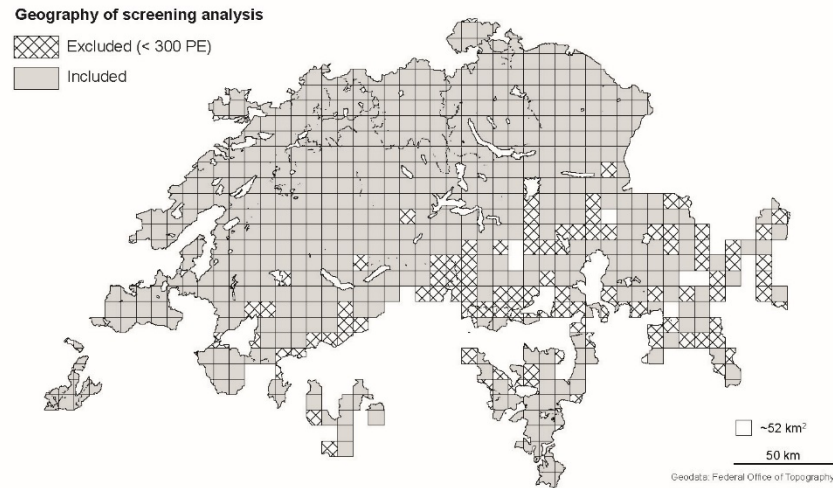 Geography of screening analysis
Excluded (< 300 PE)
Included
~52 km²
50 km
Geodata: Federal Office of Topography